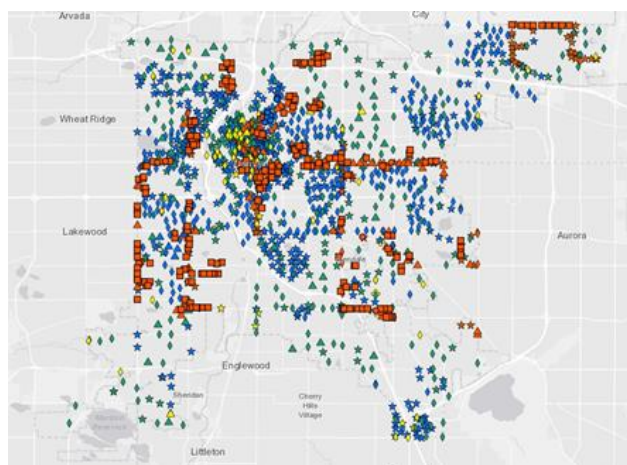 Arvada
City
Wheat Ridge
Lakewood
Aurora
Englewood
Sheridan
Cherry
Hills
Village
Littleton